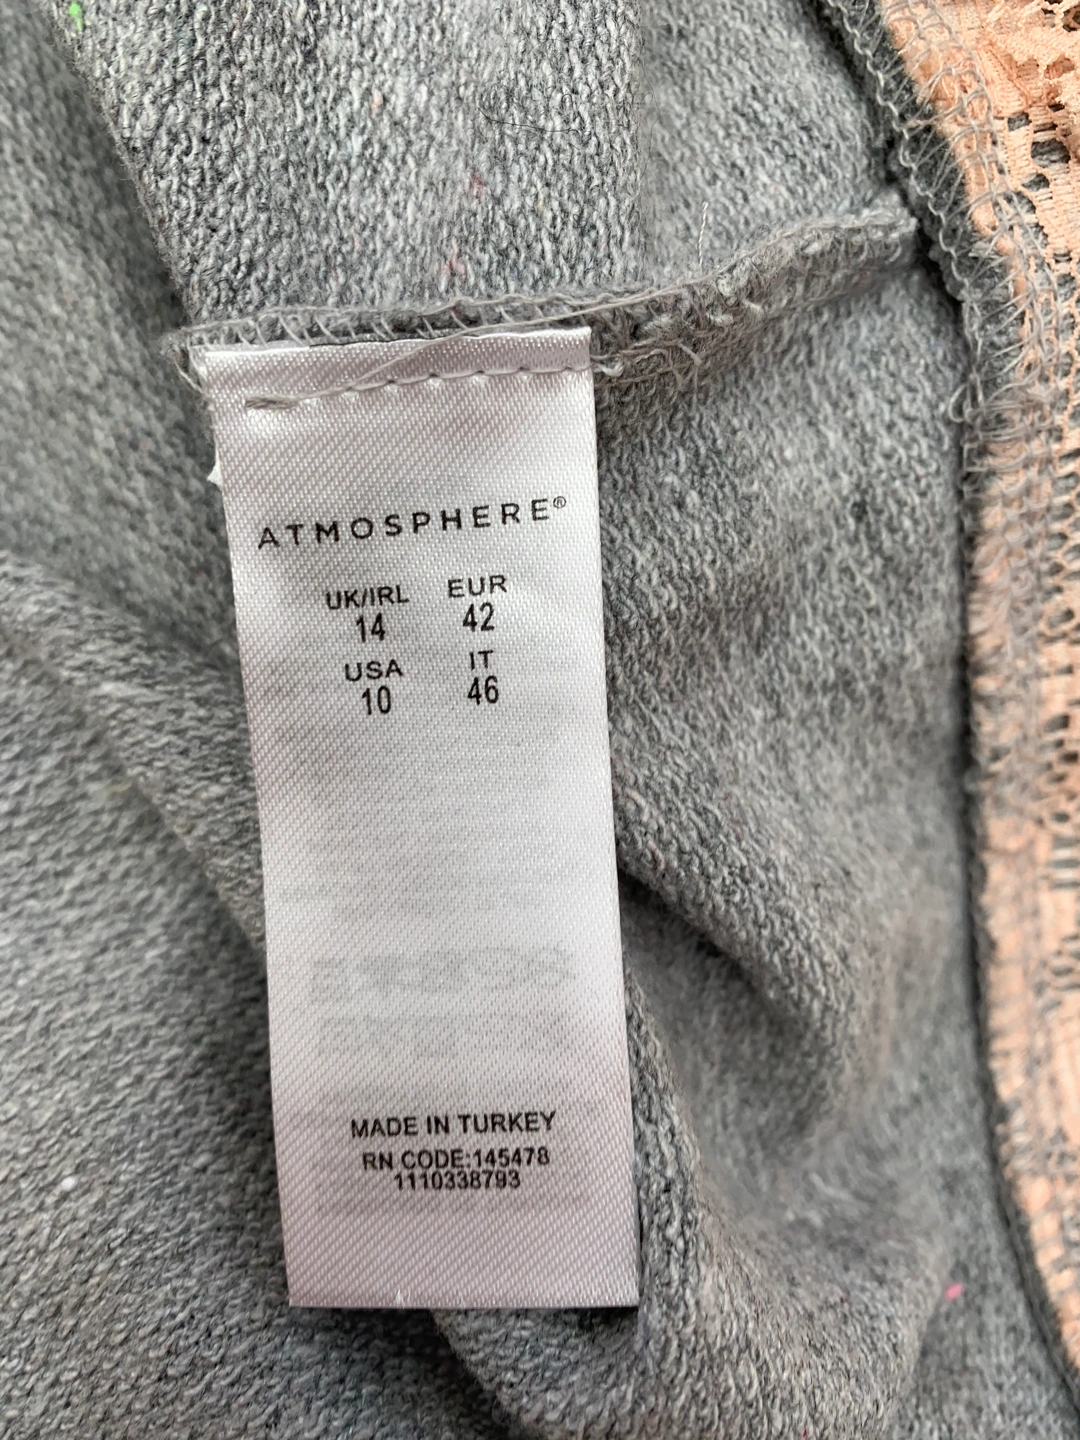 ATMOSPHERE®
UK/IRL EUR
14 42
USA IT
10 46
MADE IN TURKEY
RN CODE:145478
1110338793